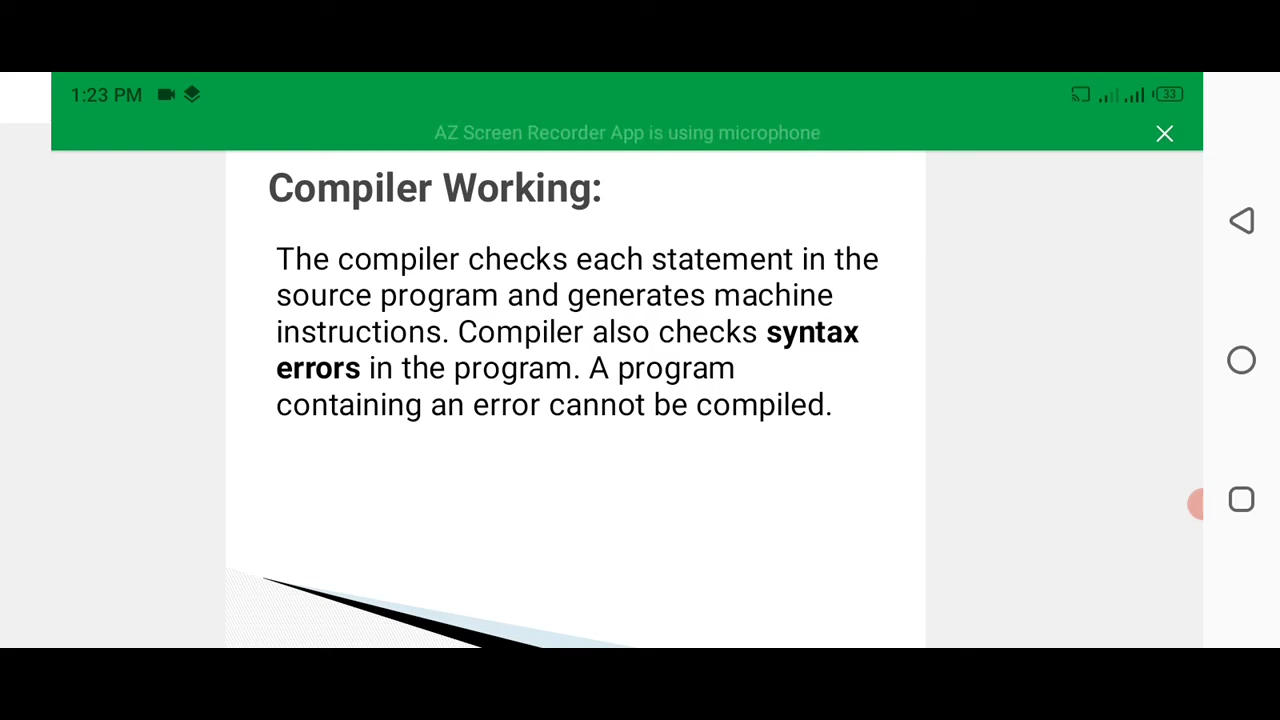 1:23 PM 33
AZ Screen Recorder App is using microphone
Compiler Working:
The compiler checks each statement in the
source program and generates machine
instructions. Compiler also checks syntax
errors in the program. A program
containing an error cannot be compiled.